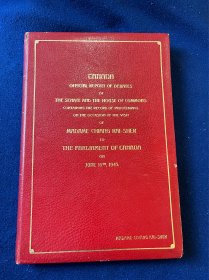 CANADA
OFFICIAL REPORT OF DEBATES
OF
THE SENATE AND THE HOUSE OF COMMONS
CONTAINING THE RECORD OF PROCEEDINGS
ON THE OCCASION OF THE VISIT
OF
MADAME CHIANG KAI-SHEK
TO
THE PARLIAMENT OF CANADA
ON
JUNE 16TH, 1943.
MADAME CHIANG KAI-SHEK